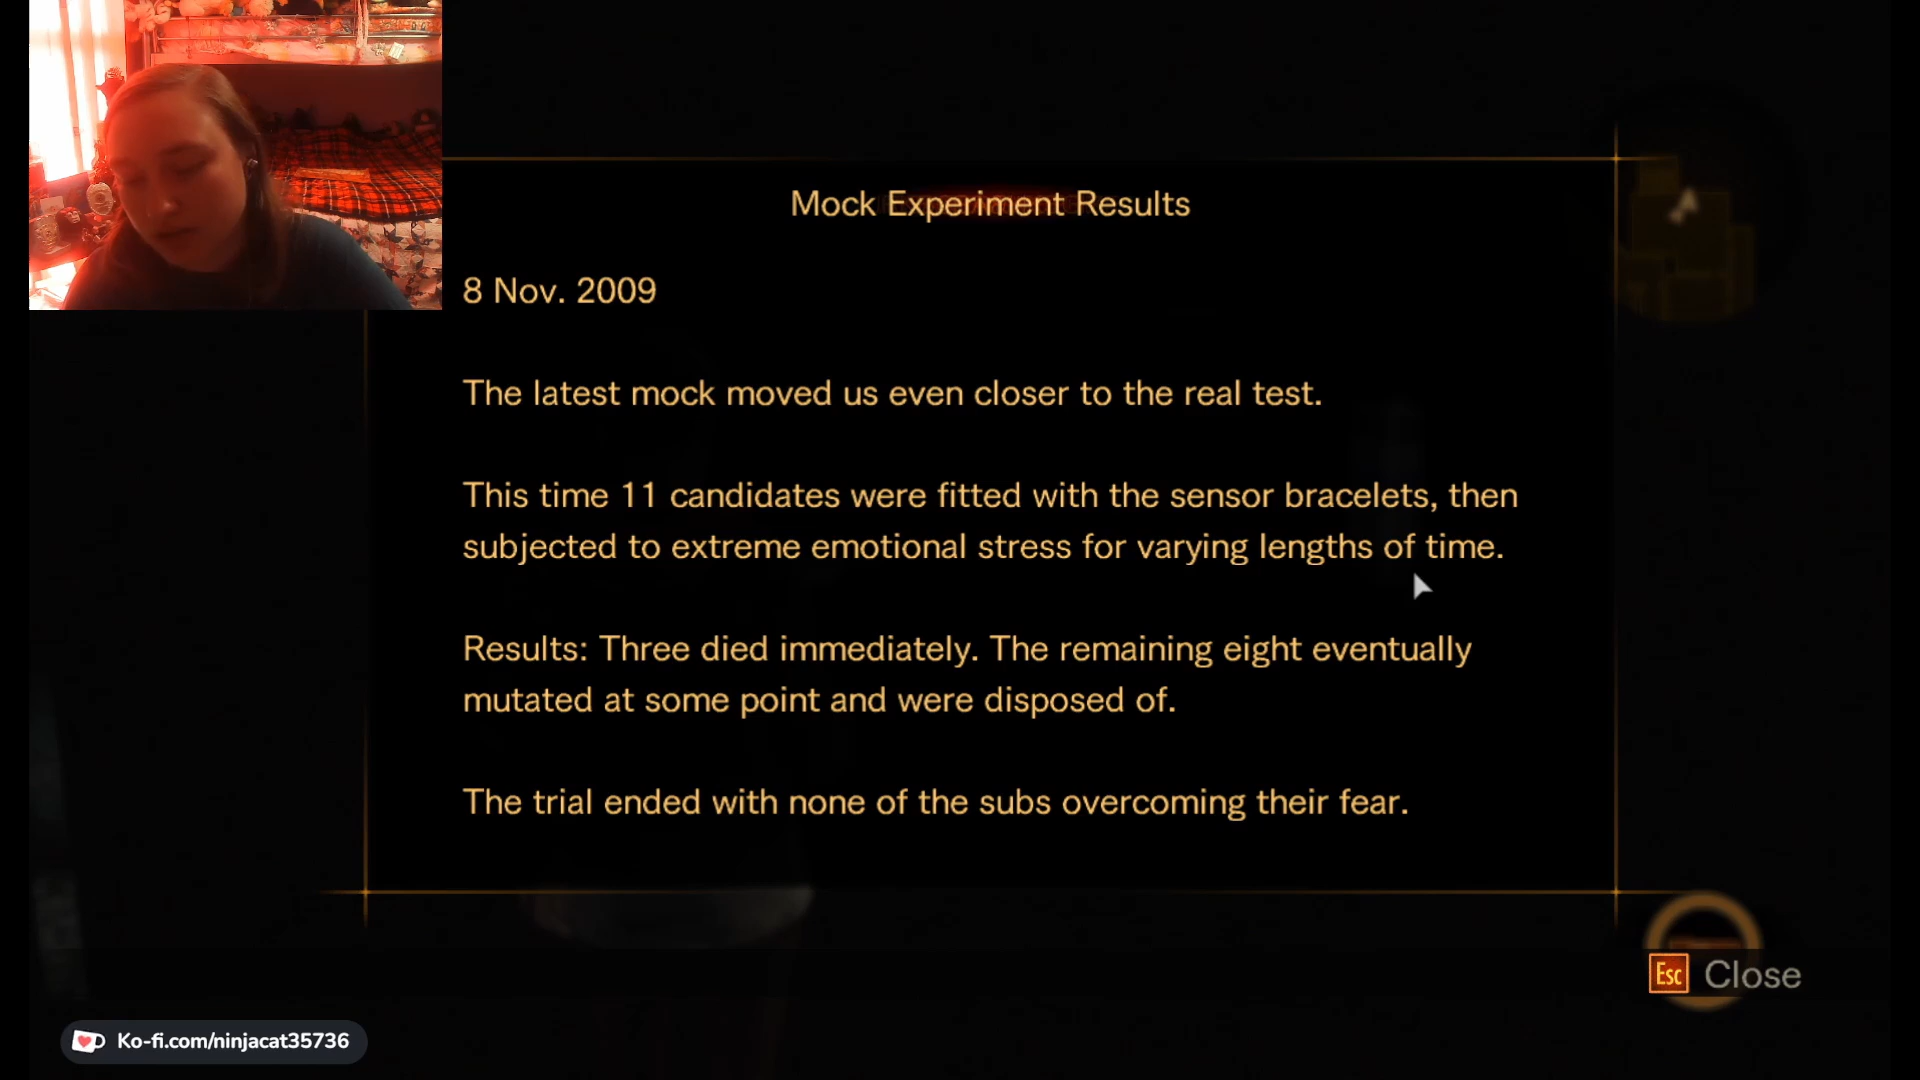 Mock Experiment Results
8 Nov. 2009
The latest mock moved us even closer to the real test.
This time 11 candidates were fitted with the sensor bracelets, then
subjected to extreme emotional stress for varying lengths of time.
Results: Three died immediately. The remaining eight eventually
mutated at some point and were disposed of.
The trial ended with none of the subs overcoming their fear.
Esc Close
Ko-fi.com/ninjacat35736